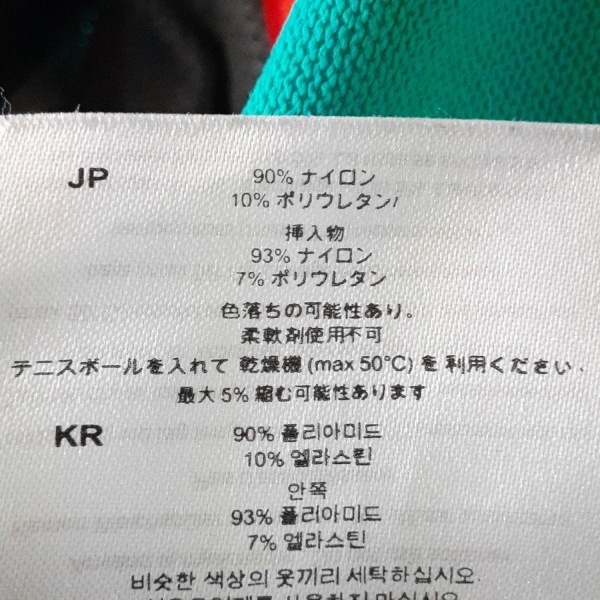 JP
90% ナイロン
10% ポリウレタン/
挿入物
93% ナイロン
7% ポリウレタン
色落ちの可能性あり。
柔軟剤使用不可
テニスボールを入れて 乾燥機 (max 50°C) を 利用ください.
最大 5% 縮む可能性あります
KR
90% 폴리아미드
10% 엘라스틴
안쪽
93% 폴리아미드
7% 엘라스틴
비슷한 색상의 옷끼리 세탁하십시오.